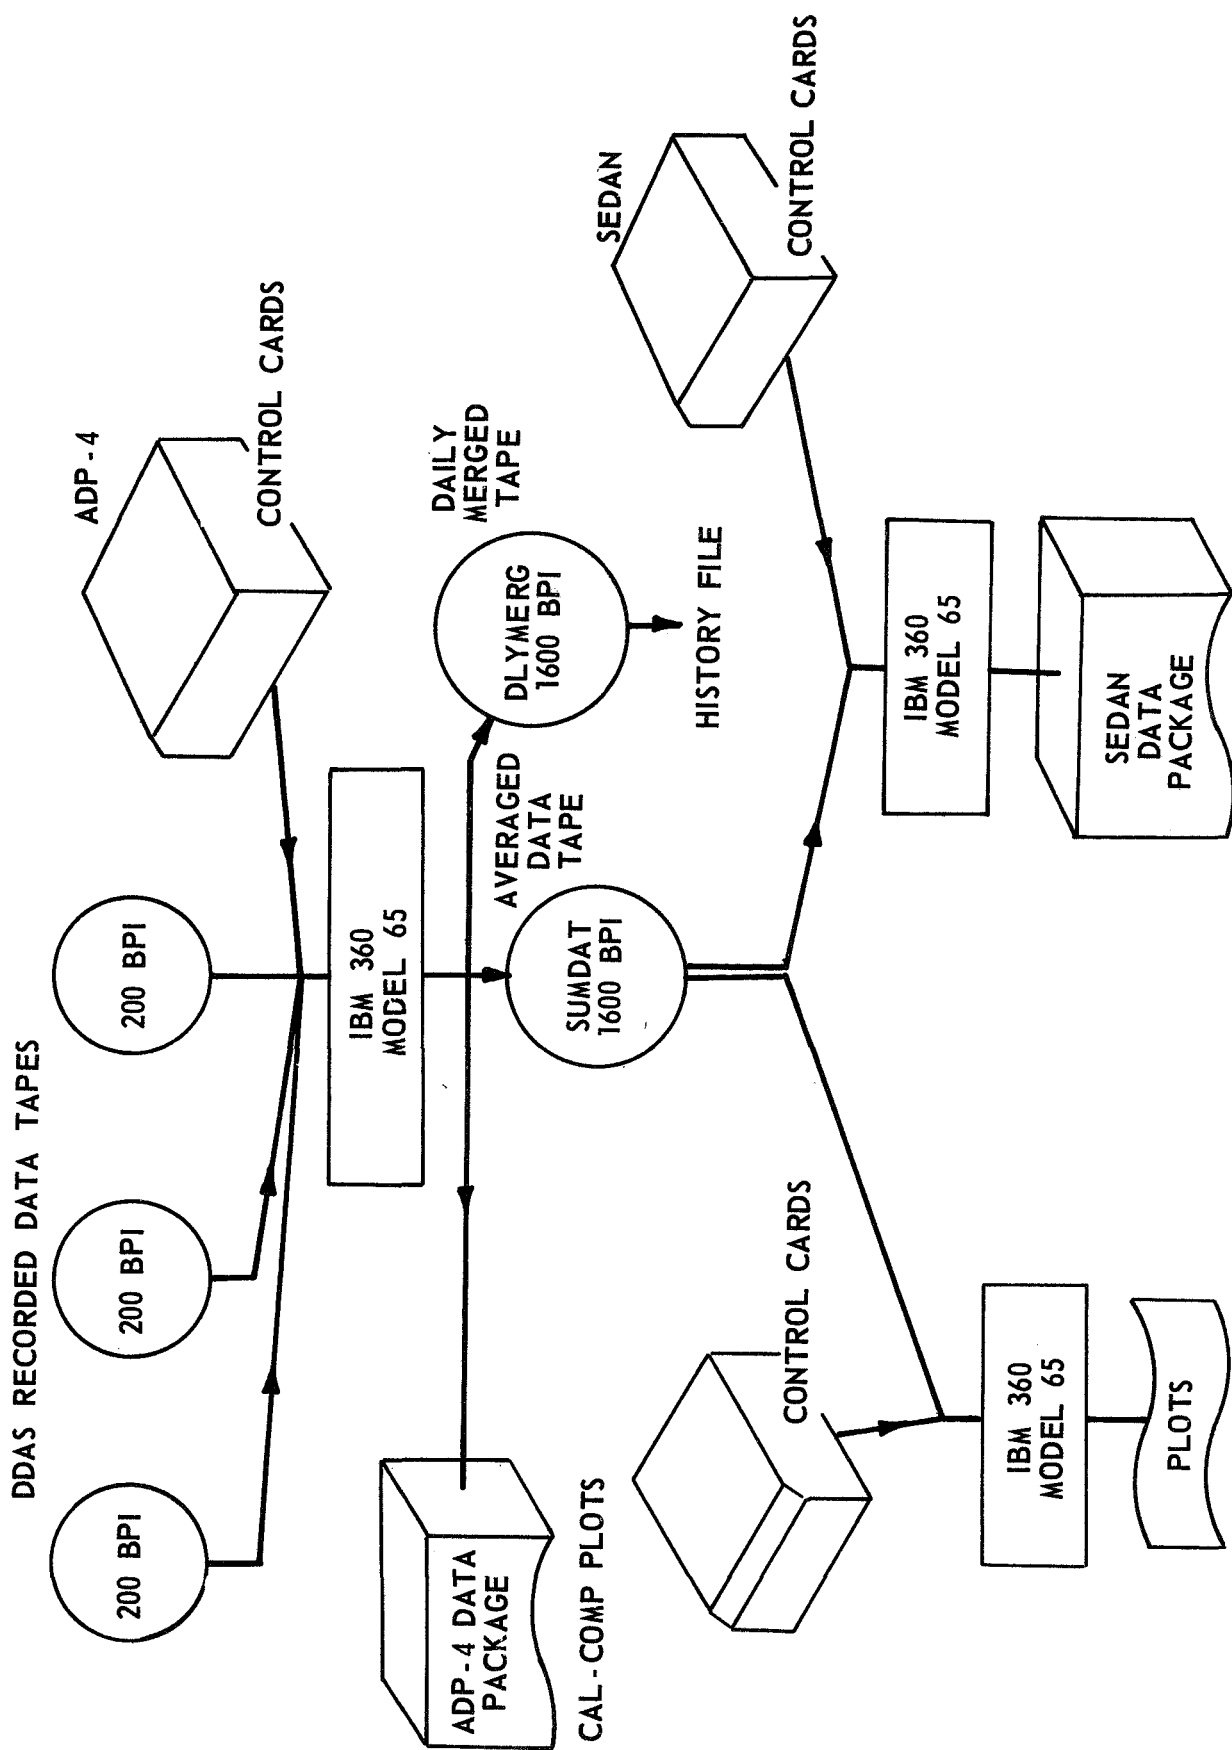 DDAS RECORDED DATA TAPES
200 BPI
200 BPI
200 BPI
ADP-4
CONTROL CARDS
IBM 360
MODEL 65
ADP-4 DATA
PACKAGE
AVERAGED
DATA
TAPE
DLYMERG
1600 BPI
DAILY
MERGED
TAPE
SUMDAT
1600 BPI
HISTORY FILE
CAL-COMP PLOTS
CONTROL CARDS
SEDAN
CONTROL CARDS
IBM 360
MODEL 65
IBM 360
MODEL 65
PLOTS
SEDAN
DATA
PACKAGE